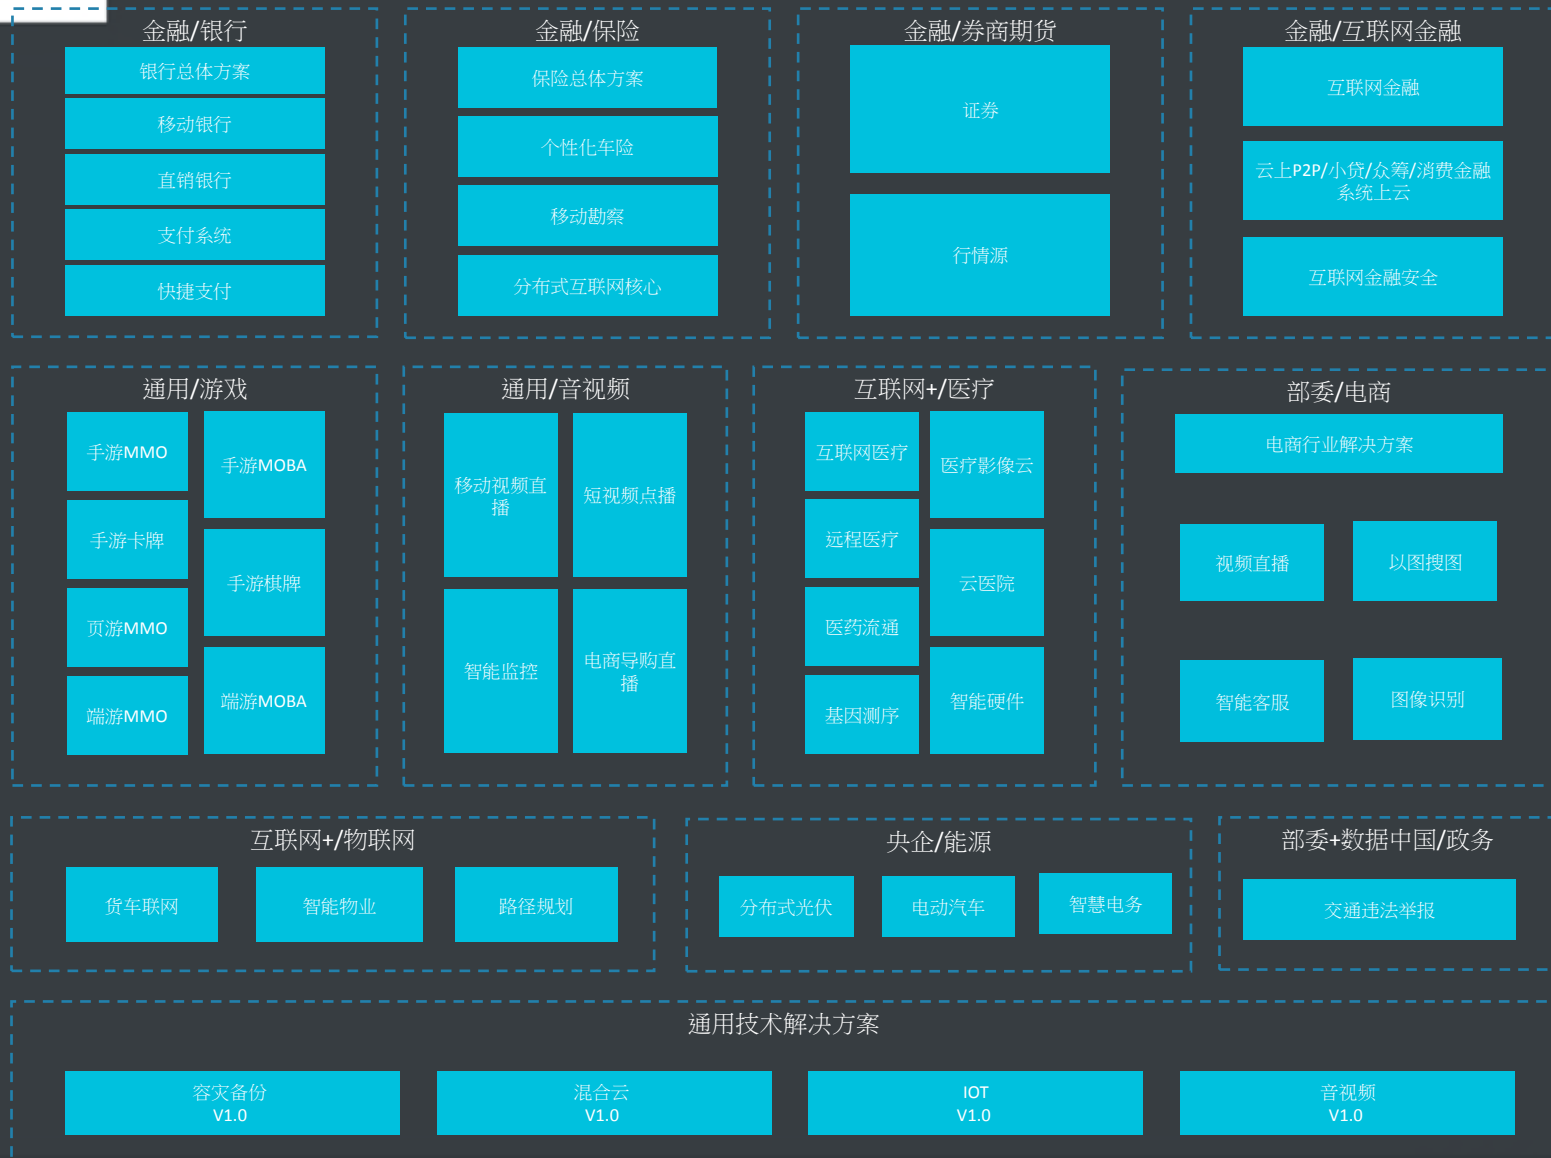 金融/银行
银行总体方案
移动银行
直销银行
支付系统
快捷支付
金融/保险
保险总体方案
个性化车险
移动勘察
分布式互联网核心
金融/券商期货
证券
行情源
金融/互联网金融
互联网金融
云上P2P/小贷/众筹/消费金融
系统上云
互联网金融安全
通用/游戏
手游MMO
手游卡牌
页游MMO
端游MMO
手游MOBA
手游棋牌
端游MOBA
通用/音视频
移动视频直
播
短视频点播
智能监控
电商导购直
播
互联网+/医疗
互联网医疗
远程医疗
医药流通
基因测序
医疗影像云
云医院
智能硬件
部委/电商
电商行业解决方案
视频直播
以图搜图
智能客服
图像识别
互联网+/物联网
货车联网
智能物业
路径规划
央企/能源
分布式光伏
电动汽车
智慧电务
部委+数据中国/政务
交通违法举报
通用技术解决方案
容灾备份
V1.0
混合云
V1.0
IOT
V1.0
音视频
V1.0